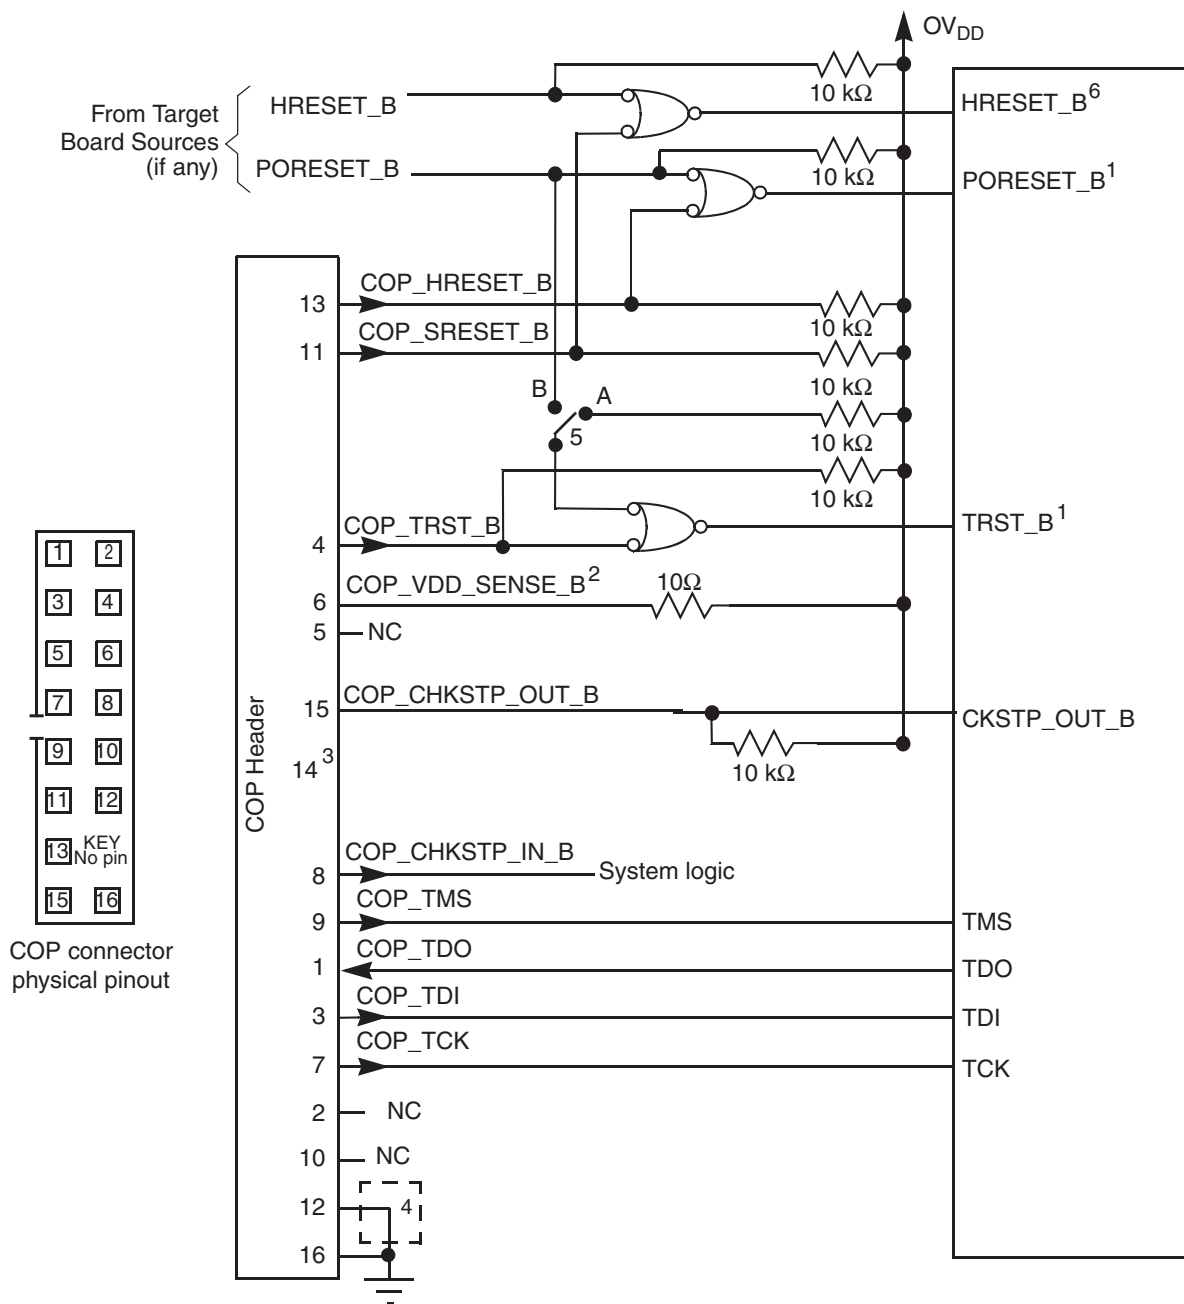 OVDD
10 kΩ
From Target
Board Sources
(if any)
HRESET_B
HRESET_B6
PORESET_B
10 kΩ
PORESET_B1
13
COP_HRESET_B
10 kΩ
11
COP_SRESET_B
10 kΩ
B
A
5
10 kΩ
10 kΩ
4
COP_TRST_B
TRST_B1
6
COP_VDD_SENSE_B2
10Ω
5
NC
15
COP_CHKSTP_OUT_B
CKSTP_OUT_B
10 kΩ
14 3
COP Header
8
COP_CHKSTP_IN_B
System logic
9
COP_TMS
TMS
1
COP_TDO
TDO
3
COP_TDI
TDI
7
COP_TCK
TCK
2
NC
10
NC
12
4
16
1 2
3 4
5 6
7 8
9 10
11 12
13 KEY
No pin
15 16
COP connector
physical pinout